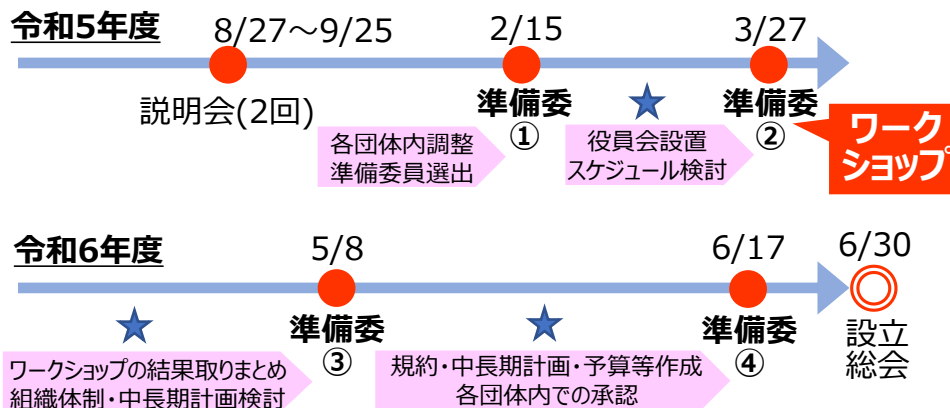 令和5年度
8/27～9/25
2/15
3/27
説明会(2回)
準備委
①
準備委
②
ワーク
ショップ
各団体内調整
準備委員選出
役員会設置
スケジュール検討
令和6年度
5/8
6/17
6/30
準備委
③
準備委
④
設立
総会
ワークショップの結果取りまとめ
組織体制・中長期計画検討
規約・中長期計画・予算等作成
各団体内での承認